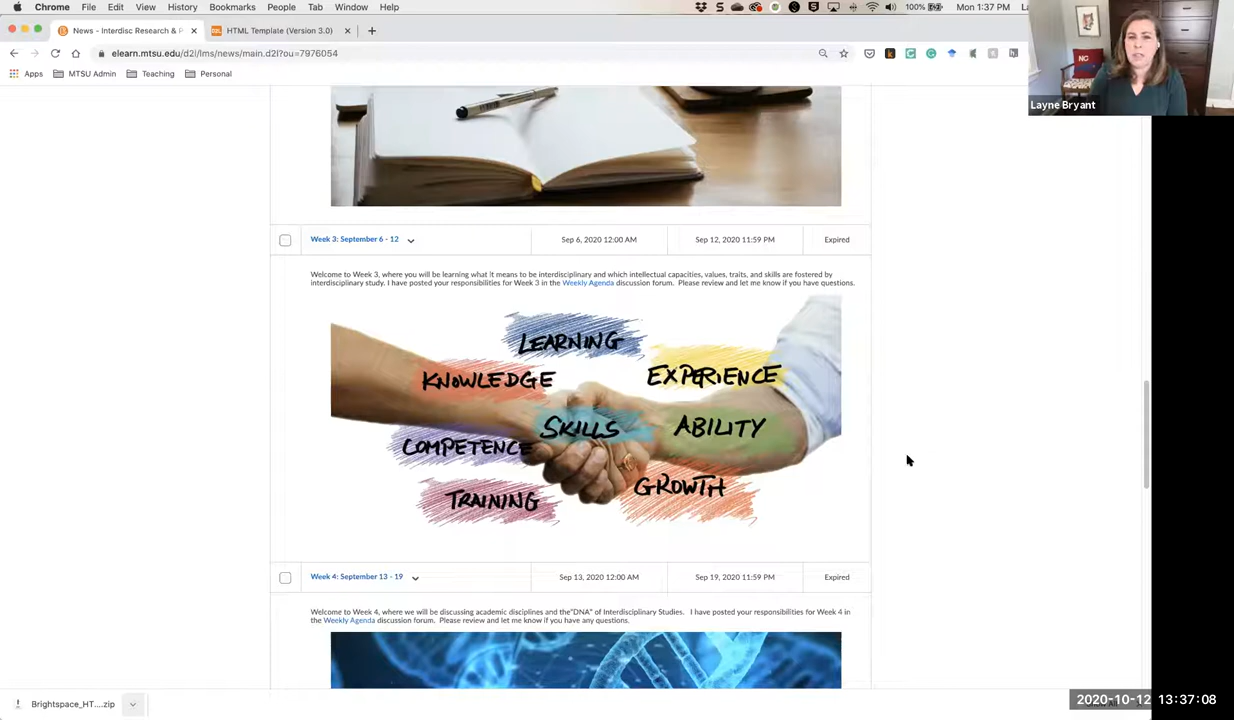 Chrome File Edit View History Bookmarks People Tab Window Help 100% Mon 1:37 PM
News - Interdisc Research & P HTML Template (Version 3.0)
elearn.mtsu.edu/d2l/lms/news/main.d2l?ou=7976054
Apps MTSU Admin Teaching Personal
Layne Bryant
Week 3: September 6 - 12 Sep 6, 2020 12:00 AM Sep 12, 2020 11:59 PM Expired
Welcome to Week 3, where you will be learning what it means to be interdisciplinary and which intellectual capacities, values, traits, and skills are fostered by
interdisciplinary study. I have posted your responsibilities for Week 3 in the Weekly Agenda discussion forum. Please review and let me know if you have questions.
LEARNING
KNOWLEDGE
EXPERIENCE
SKILLS
ABILITY
COMPETENCE
TRAINING
GROWTH
Week 4: September 13 - 19 Sep 13, 2020 12:00 AM Sep 19, 2020 11:59 PM Expired
Welcome to Week 4, where we will be discussing academic disciplines and the"DNA" of Interdisciplinary Studies. I have posted your responsibilities for Week 4 in
the Weekly Agenda discussion forum. Please review and let me know if you have any questions.
Brightspace_HT....zip
2020-10-12 13:37:08